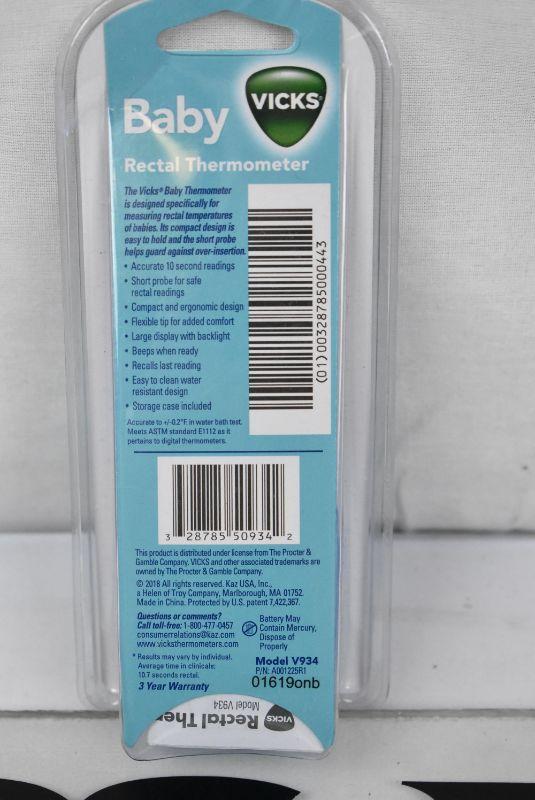 VICKS
Baby
Rectal Thermometer
The Vicks® Baby Thermometer
is designed specifically for
measuring rectal temperatures
of babies. Its compact design is
easy to hold and the short probe
helps guard against over-insertion.
• Accurate 10 second readings
• Short probe for safe
rectal readings
• Compact and ergonomic design
• Flexible tip for added comfort
• Large display with backlight
• Beeps when ready
• Recalls last reading
• Easy to clean water
resistant design
• Storage case included
(01)00328785000443
Accurate to +/-0.2°F in water bath test.
Meets ASTM standard E1112 as it
pertains to digital thermometers.
3 28785 50934 2
This product is distributed under license from The Procter &
Gamble Company. VICKS and other associated trademarks are
owned by The Procter & Gamble Company.
© 2018 All rights reserved. Kaz USA, Inc.,
a Helen of Troy Company, Marlborough, MA 01752.
Made in China. Protected by U.S. patent 7,422,367.
Questions or comments?
Call toll-free: 1-800-477-0457
consumerrelations@kaz.com
www.vicksthermometers.com
Battery May
Contain Mercury,
Dispose of
Properly
* Results may vary by individual.
Average time in clinicals:
10.7 seconds rectal.
3 Year Warranty
Model V934
P/N: A001225R1
01619onb
VICKS
Rectal Ther
Model V934